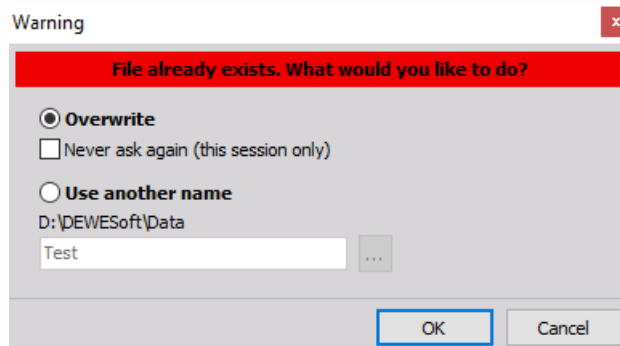 Warning
x
File already exists. What would you like to do?
Overwrite
Never ask again (this session only)
Use another name
D:\DEWESoft\Data
Test
...
OK
Cancel